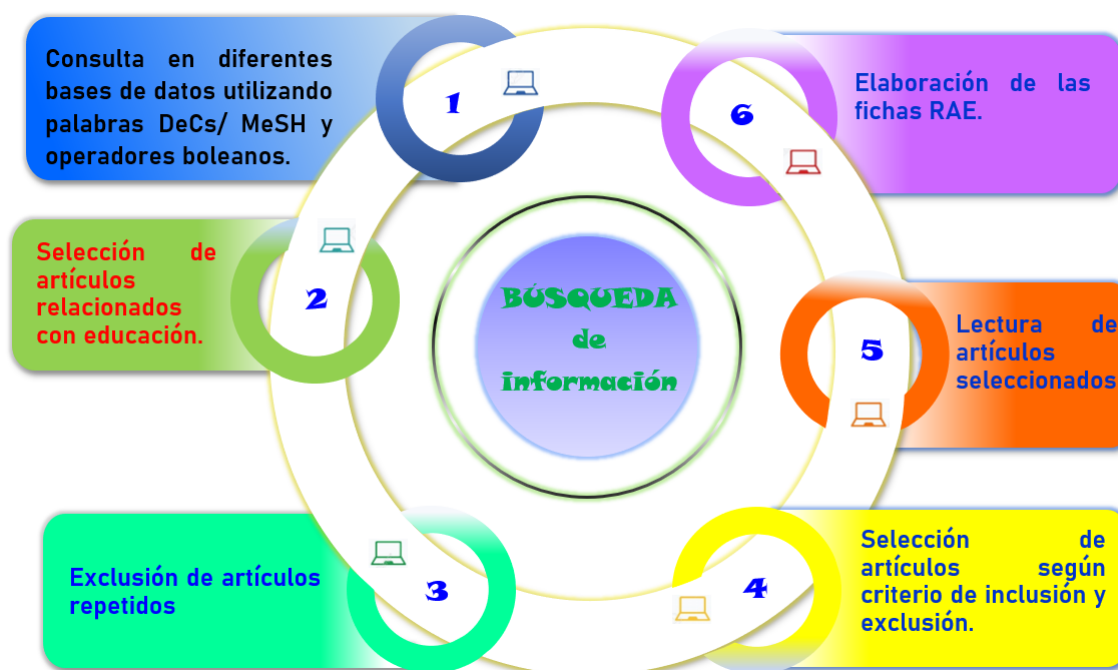 Consulta en diferentes
bases de datos utilizando
palabras DeCs/ MeSH y
operadores boleanos.
1
Selección de
artículos
relacionados
con educación.
2
Exclusión de artículos
repetidos
3
Selección de
artículos según
criterio de inclusión y
exclusión.
4
Lectura de
artículos
seleccionados
5
Elaboración de las
fichas RAE.
6
BÚSQUEDA
de
información